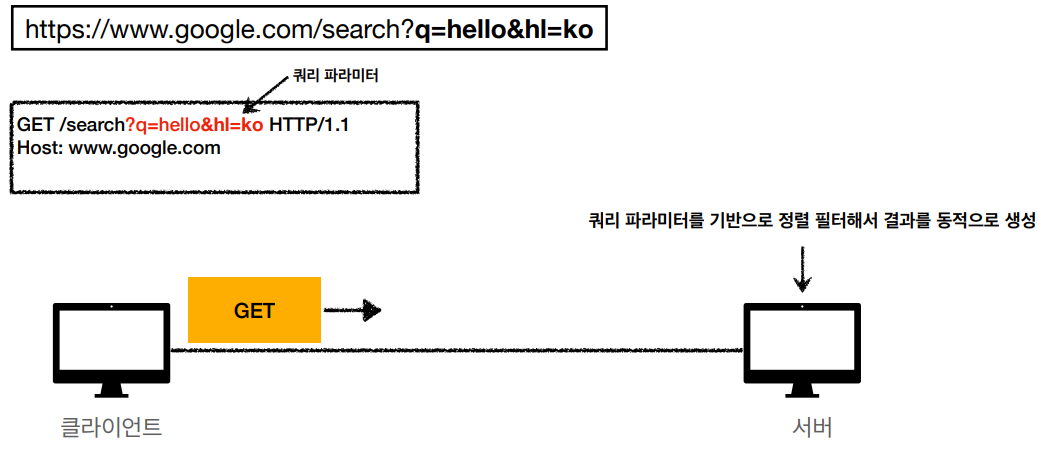 https://www.google.com/search?q=hello&hl=ko
쿼리 파라미터
GET /search?q=hello&hl=ko HTTP/1.1
Host: www.google.com
쿼리 파라미터를 기반으로 정렬 필터해서 결과를 동적으로 생성
GET
클라이언트
서버